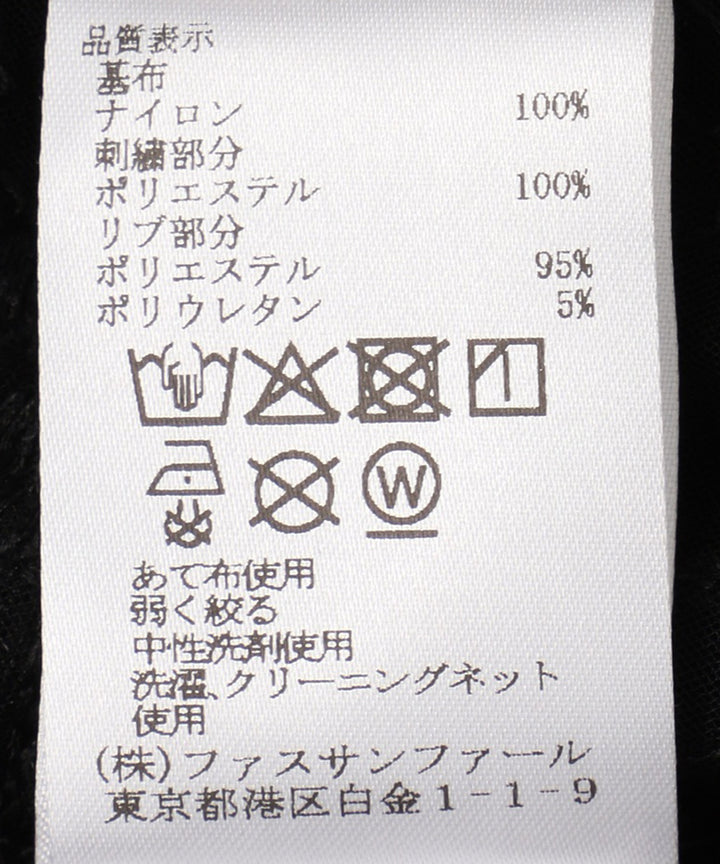 品質表示
基布
ナイロン 100%
刺繍部分
ポリエステル 100%
リブ部分
ポリエステル 95%
ポリウレタン 5%
W
あて布使用
弱く絞る
中性洗剤使用
洗濯、クリーニングネット
使用
(株)ファスサンファール
東京都港区白金1-1-9